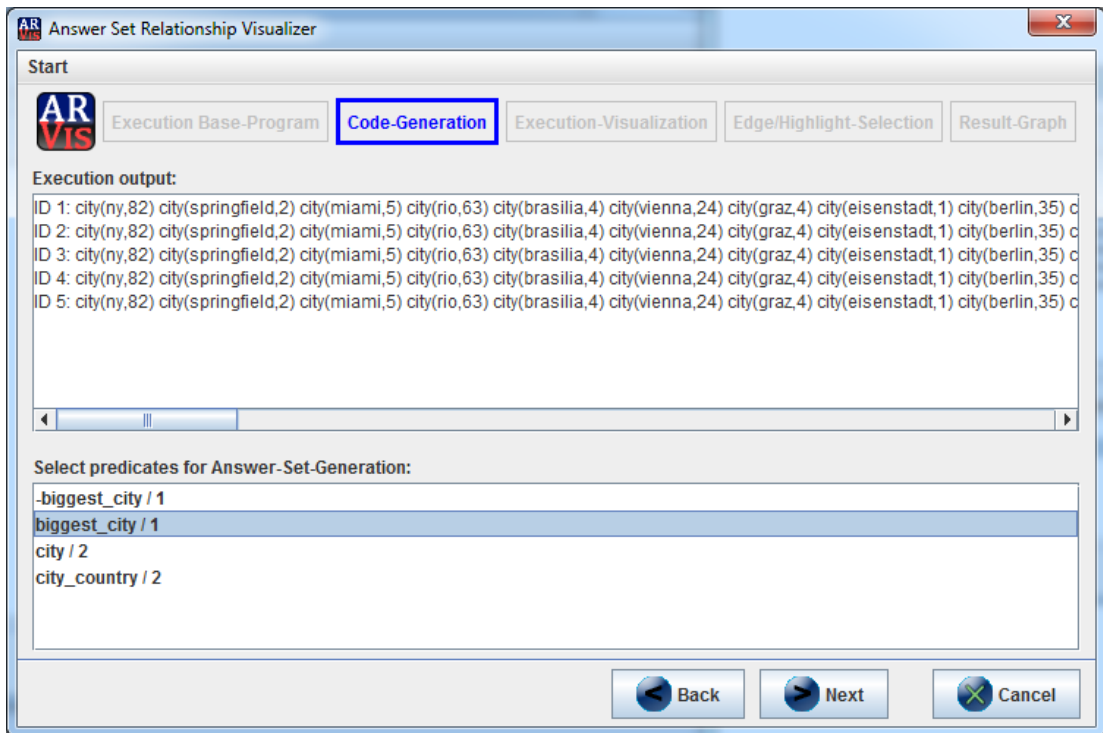 AR VIS Answer Set Relationship Visualizer
Start
AR VIS
Execution Base-Program Code-Generation Execution-Visualization Edge/Highlight-Selection Result-Graph
Execution output:
ID 1: city(ny,82) city(springfield,2) city(miami,5) city(rio,63) city(brasilia,4) city(vienna,24) city(graz,4) city(eisenstadt,1) city(berlin,35) c
ID 2: city(ny,82) city(springfield,2) city(miami,5) city(rio,63) city(brasilia,4) city(vienna,24) city(graz,4) city(eisenstadt,1) city(berlin,35) c
ID 3: city(ny,82) city(springfield,2) city(miami,5) city(rio,63) city(brasilia,4) city(vienna,24) city(graz,4) city(eisenstadt,1) city(berlin,35) c
ID 4: city(ny,82) city(springfield,2) city(miami,5) city(rio,63) city(brasilia,4) city(vienna,24) city(graz,4) city(eisenstadt,1) city(berlin,35) c
ID 5: city(ny,82) city(springfield,2) city(miami,5) city(rio,63) city(brasilia,4) city(vienna,24) city(graz,4) city(eisenstadt,1) city(berlin,35) c
Select predicates for Answer-Set-Generation:
-biggest_city / 1
biggest_city / 1
city / 2
city_country / 2
Back Next Cancel